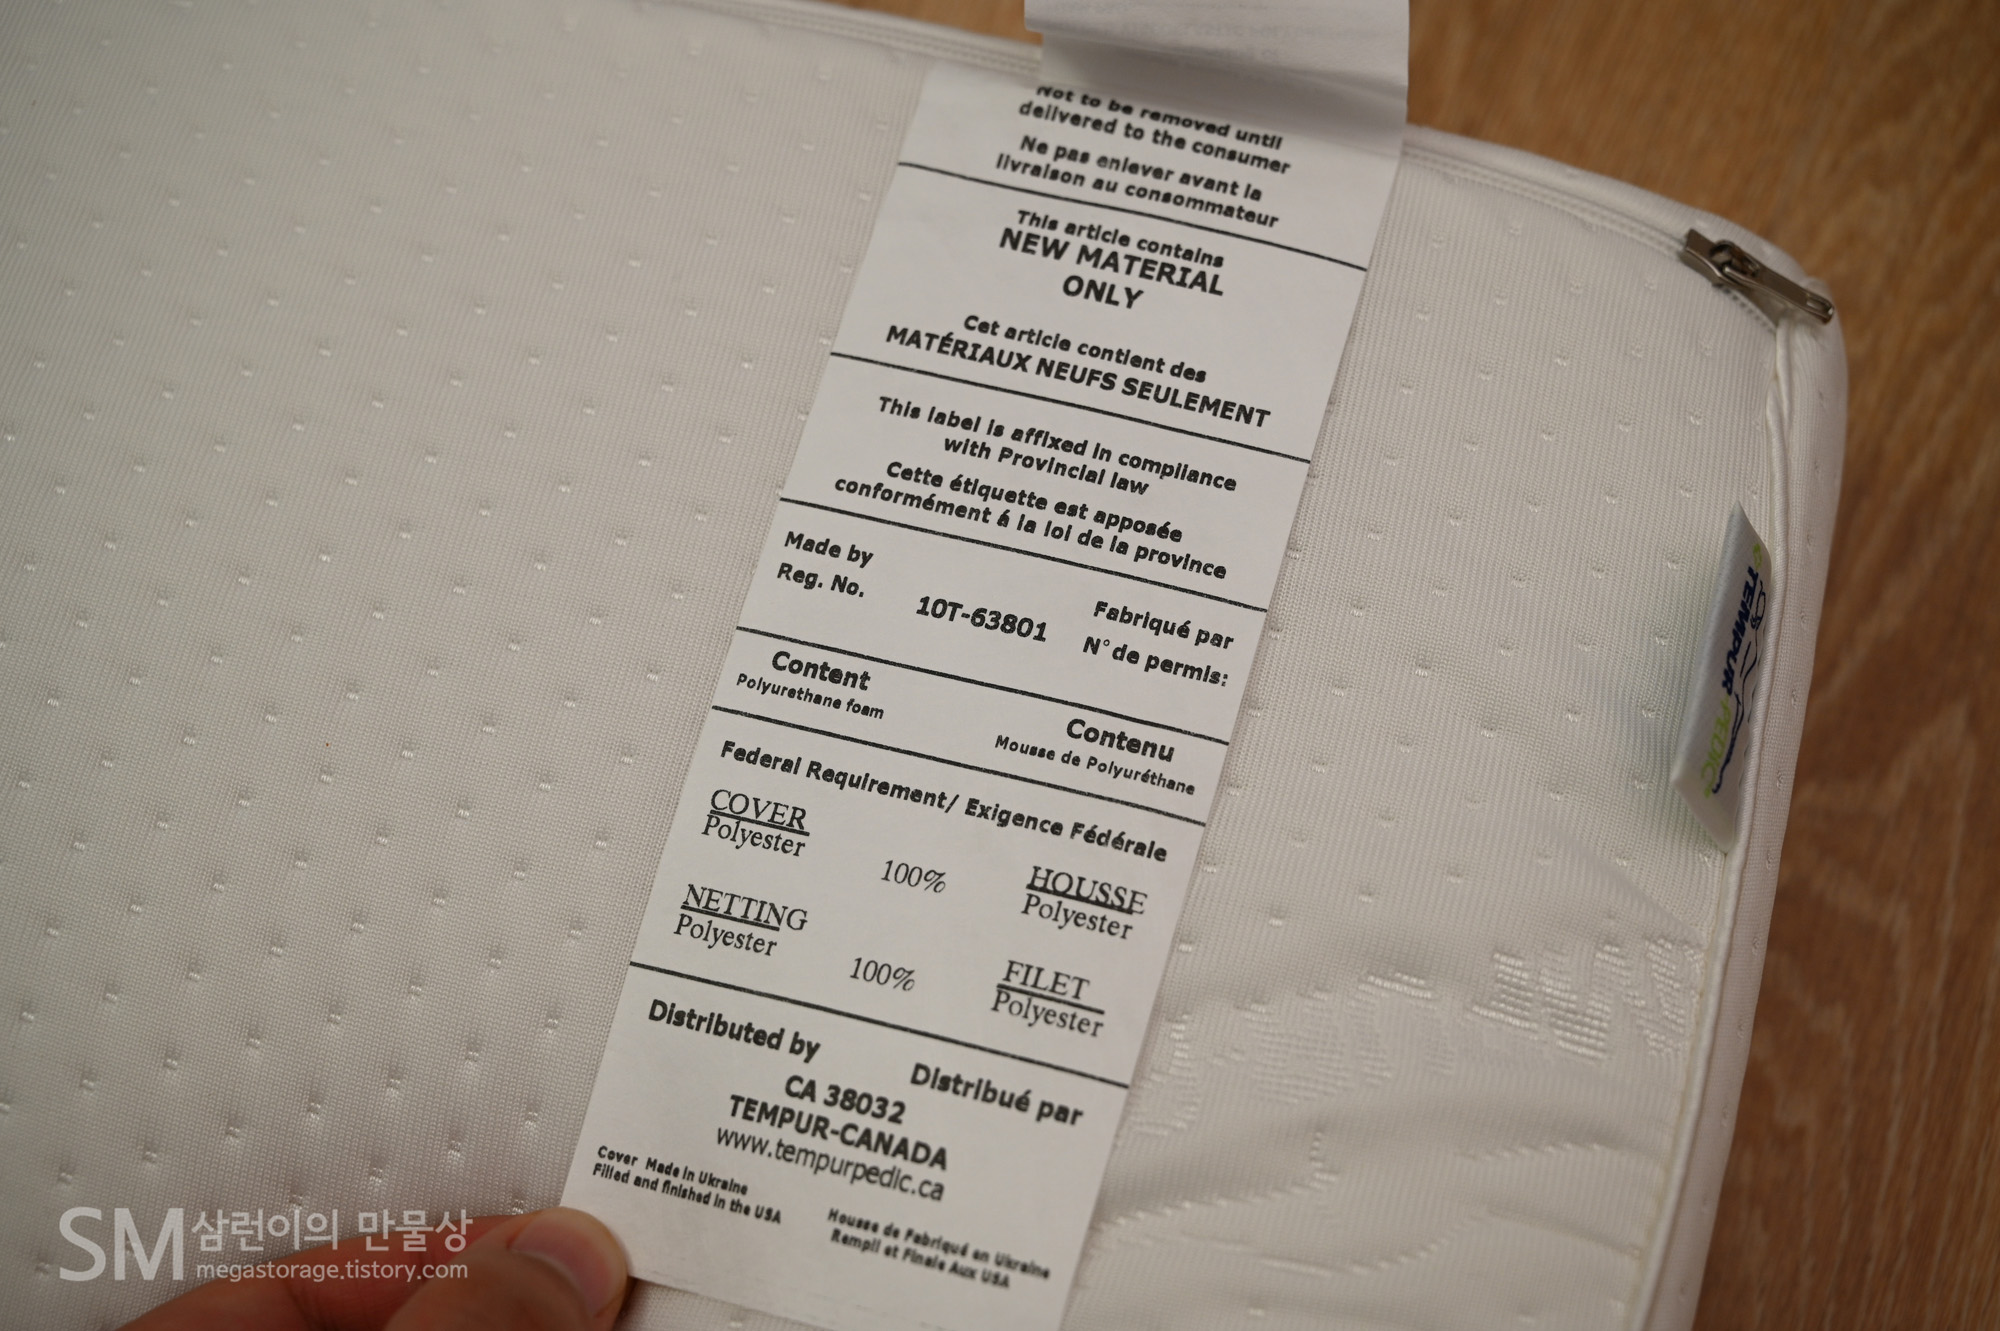 Not to be removed until
delivered to the consumer
Ne pas enlever avant la
livraison au consommateur
This article contains
NEW MATERIAL
ONLY
Cet article contient des
MATÉRIAUX NEUFS SEULEMENT
This label is affixed in compliance
with Provincial law
Cette étiquette est apposée
conformément á la loi de la province
Made by
Reg. No.
10T-63801
Fabriqué par
N° de permis:
Content
Polyurethane foam
Contenu
Mousse de Polyuréthane
Federal Requirement/ Exigence Fédérale
COVER
Polyester
100%
HOUSSE
Polyester
NETTING
Polyester
100%
FILET
Polyester
Distributed by
Distribué par
CA 38032
TEMPUR-CANADA
www.tempurpedic.ca
Cover Made in Ukraine
Filled and finished in the USA
Housse de Fabriqué en Ukraine
Rempli et Finale Aux USA
TEMPUR PEDIC
SM 삼런이의 만물상
megastorage.tistory.com